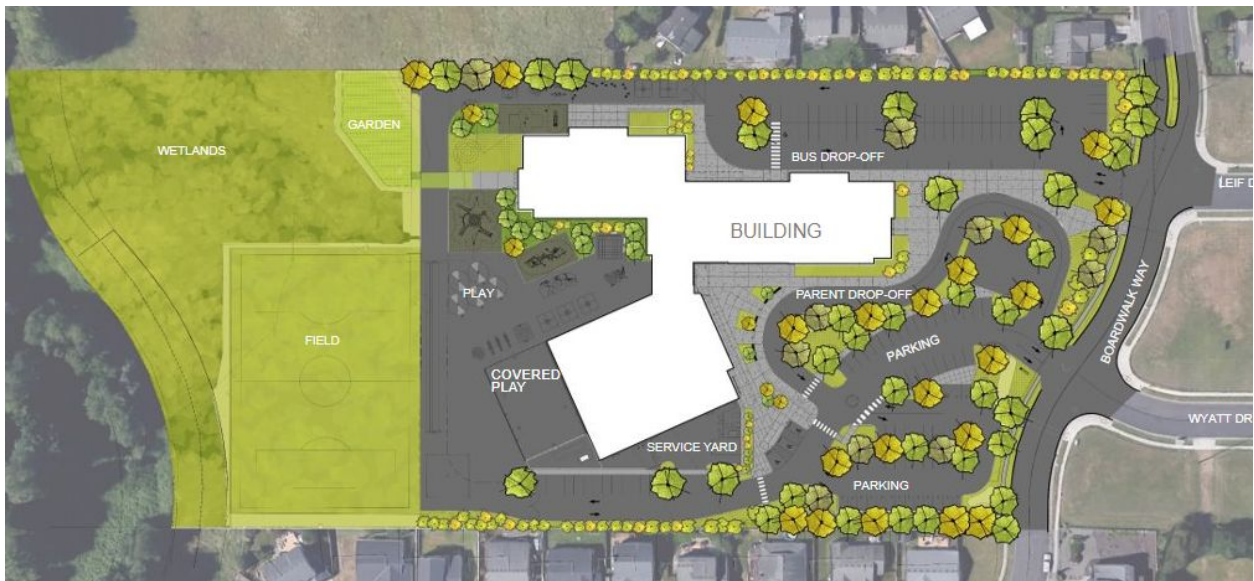 GARDEN
WETLANDS
BUS DROP-OFF
LEIF D
BUILDING
PLAY
PARENT DROP-OFF
FIELD
PARKING
BOARDWALK WAY
COVERED
PLAY
WYATT DR
SERVICE YARD
PARKING